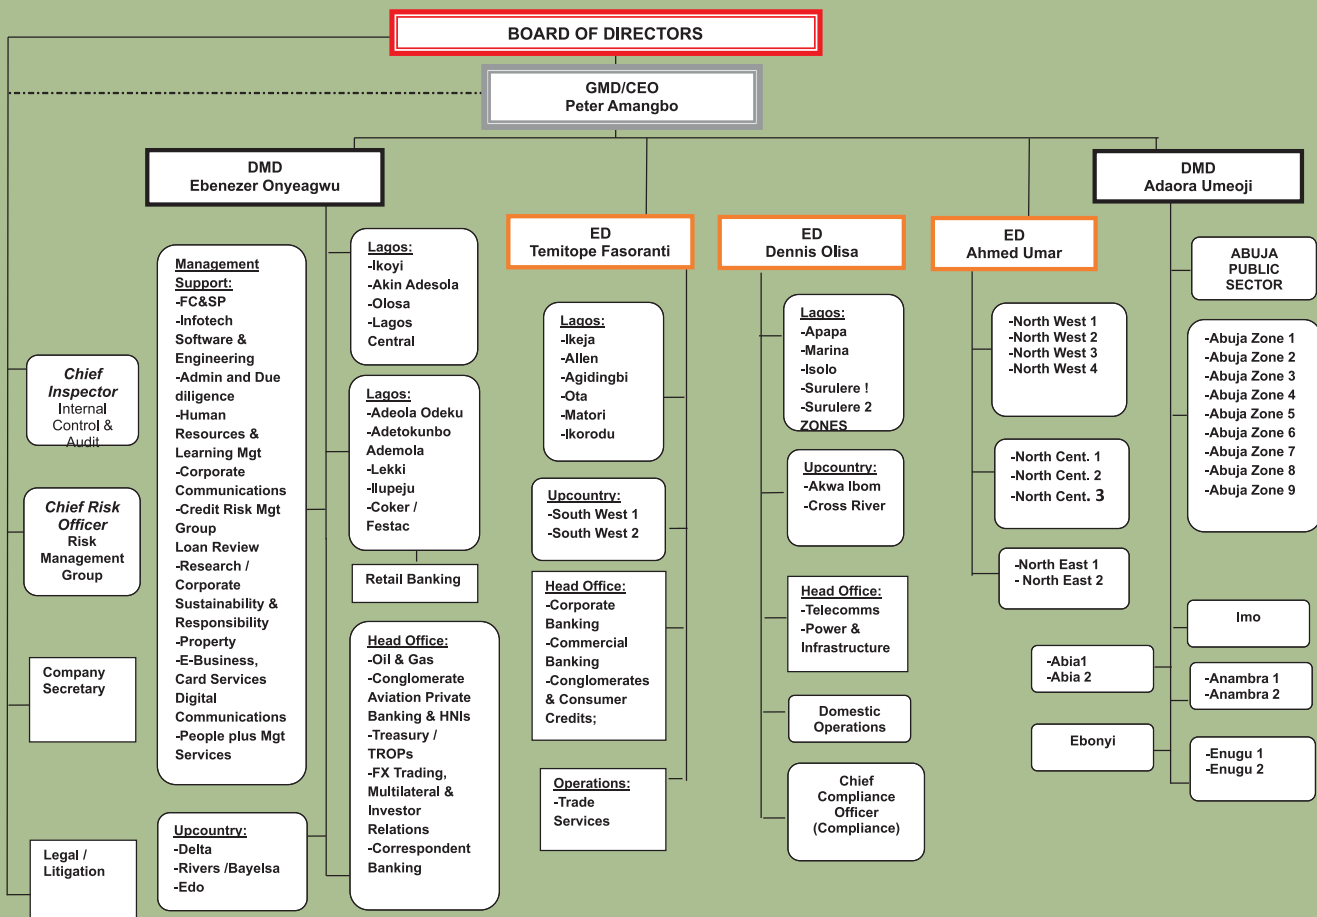 BOARD OF DIRECTORS
GMD/CEO
Peter Amangbo
DMD
Ebenezer Onyeagwu
DMD
Adaora Umeoji
ED
Temitope Fasoranti
ED
Dennis Olisa
ED
Ahmed Umar
Chief
Inspector
Internal
Control &
Audit
Chief Risk
Officer
Risk
Management
Group
Company
Secretary
Legal /
Litigation
Management
Support:
-FC&SP
-Infotech
Software &
Engineering
-Admin and Due
diligence
-Human
Resources &
Learning Mgt
-Corporate
Communications
-Credit Risk Mgt
Group
Loan Review
-Research /
Corporate
Sustainability &
Responsibility
-Property
-E-Business,
Card Services
Digital
Communications
-People plus Mgt
Services
Upcountry:
-Delta
-Rivers /Bayelsa
-Edo
Lagos:
-Ikoyi
-Akin Adesola
-Olosa
-Lagos
Central
Lagos:
-Adeola Odeku
-Adetokunbo
Ademola
-Lekki
-Ilupeju
-Coker /
Festac
Retail Banking
Head Office:
-Oil & Gas
-Conglomerate
Aviation Private
Banking & HNIs
-Treasury /
TROPs
-FX Trading,
Multilateral &
Investor
Relations
-Correspondent
Banking
Lagos:
-Ikeja
-Allen
-Agidingbi
-Ota
-Matori
-Ikorodu
Upcountry:
-South West 1
-South West 2
Head Office:
-Corporate
Banking
-Commercial
Banking
-Conglomerates
& Consumer
Credits;
Operations:
-Trade
Services
Lagos:
-Apapa
-Marina
-Isolo
-Surulere !
-Surulere 2
ZONES
Upcountry:
-Akwa Ibom
-Cross River
Head Office:
-Telecomms
-Power &
Infrastructure
Domestic
Operations
Chief
Compliance
Officer
(Compliance)
-North West 1
-North West 2
-North West 3
-North West 4
-North Cent. 1
-North Cent. 2
-North Cent. 3
-North East 1
- North East 2
ABUJA
PUBLIC
SECTOR
-Abuja Zone 1
-Abuja Zone 2
-Abuja Zone 3
-Abuja Zone 4
-Abuja Zone 5
-Abuja Zone 6
-Abuja Zone 7
-Abuja Zone 8
-Abuja Zone 9
Imo
-Abia1
-Abia 2
-Anambra 1
-Anambra 2
Ebonyi
-Enugu 1
-Enugu 2